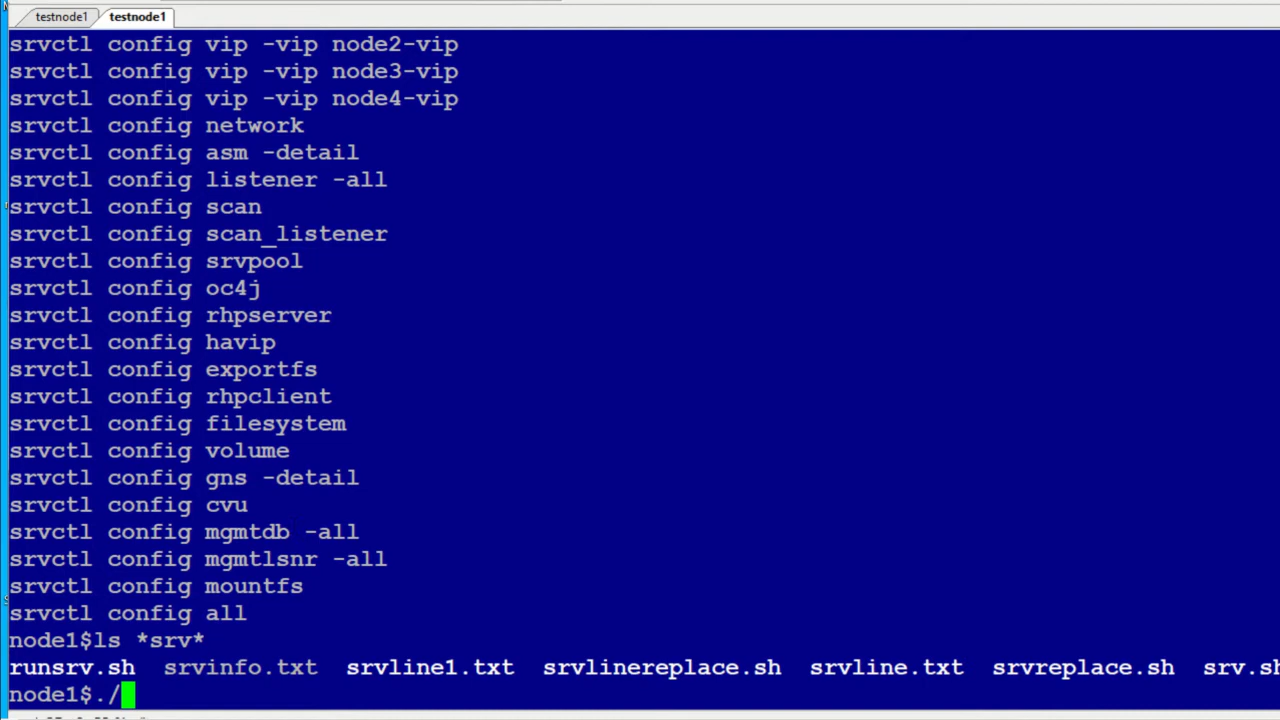 testnode1 testnode1
srvctl config vip -vip node2-vip
srvctl config vip -vip node3-vip
srvctl config vip -vip node4-vip
srvctl config network
srvctl config asm -detail
srvctl config listener -all
srvctl config scan
srvctl config scan_listener
srvctl config srvpool
srvctl config oc4j
srvctl config rhpserver
srvctl config havip
srvctl config exportfs
srvctl config rhpclient
srvctl config filesystem
srvctl config volume
srvctl config gns -detail
srvctl config cvu
srvctl config mgmtdb -all
srvctl config mgmtlsnr -all
srvctl config mountfs
srvctl config all
node1$ls *srv*
runsrv.sh srvinfo.txt srvline1.txt srvlinereplace.sh srvline.txt srvreplace.sh srv.sh
node1$./